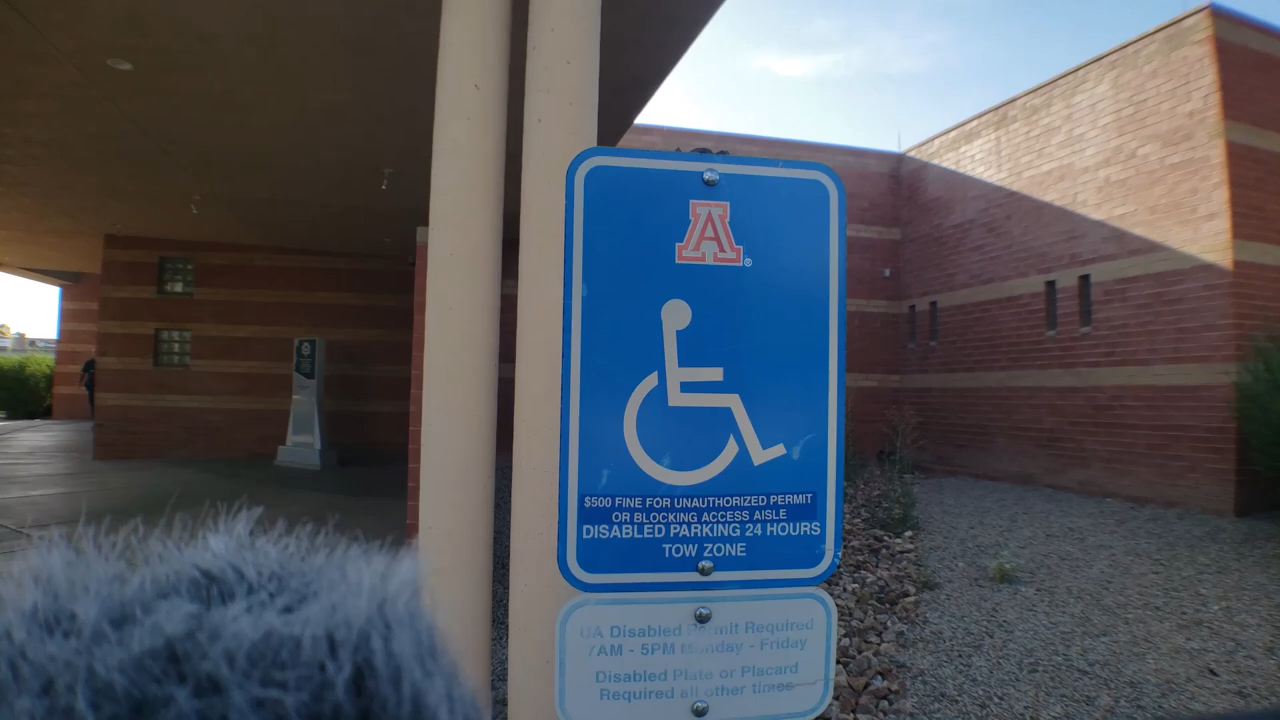 A®
$500 FINE FOR UNAUTHORIZED PERMIT
OR BLOCKING ACCESS AISLE
DISABLED PARKING 24 HOURS
TOW ZONE
UA Disabled Permit Required
7AM - 5PM Monday - Friday
Disabled Plate or Placard
Required all other times